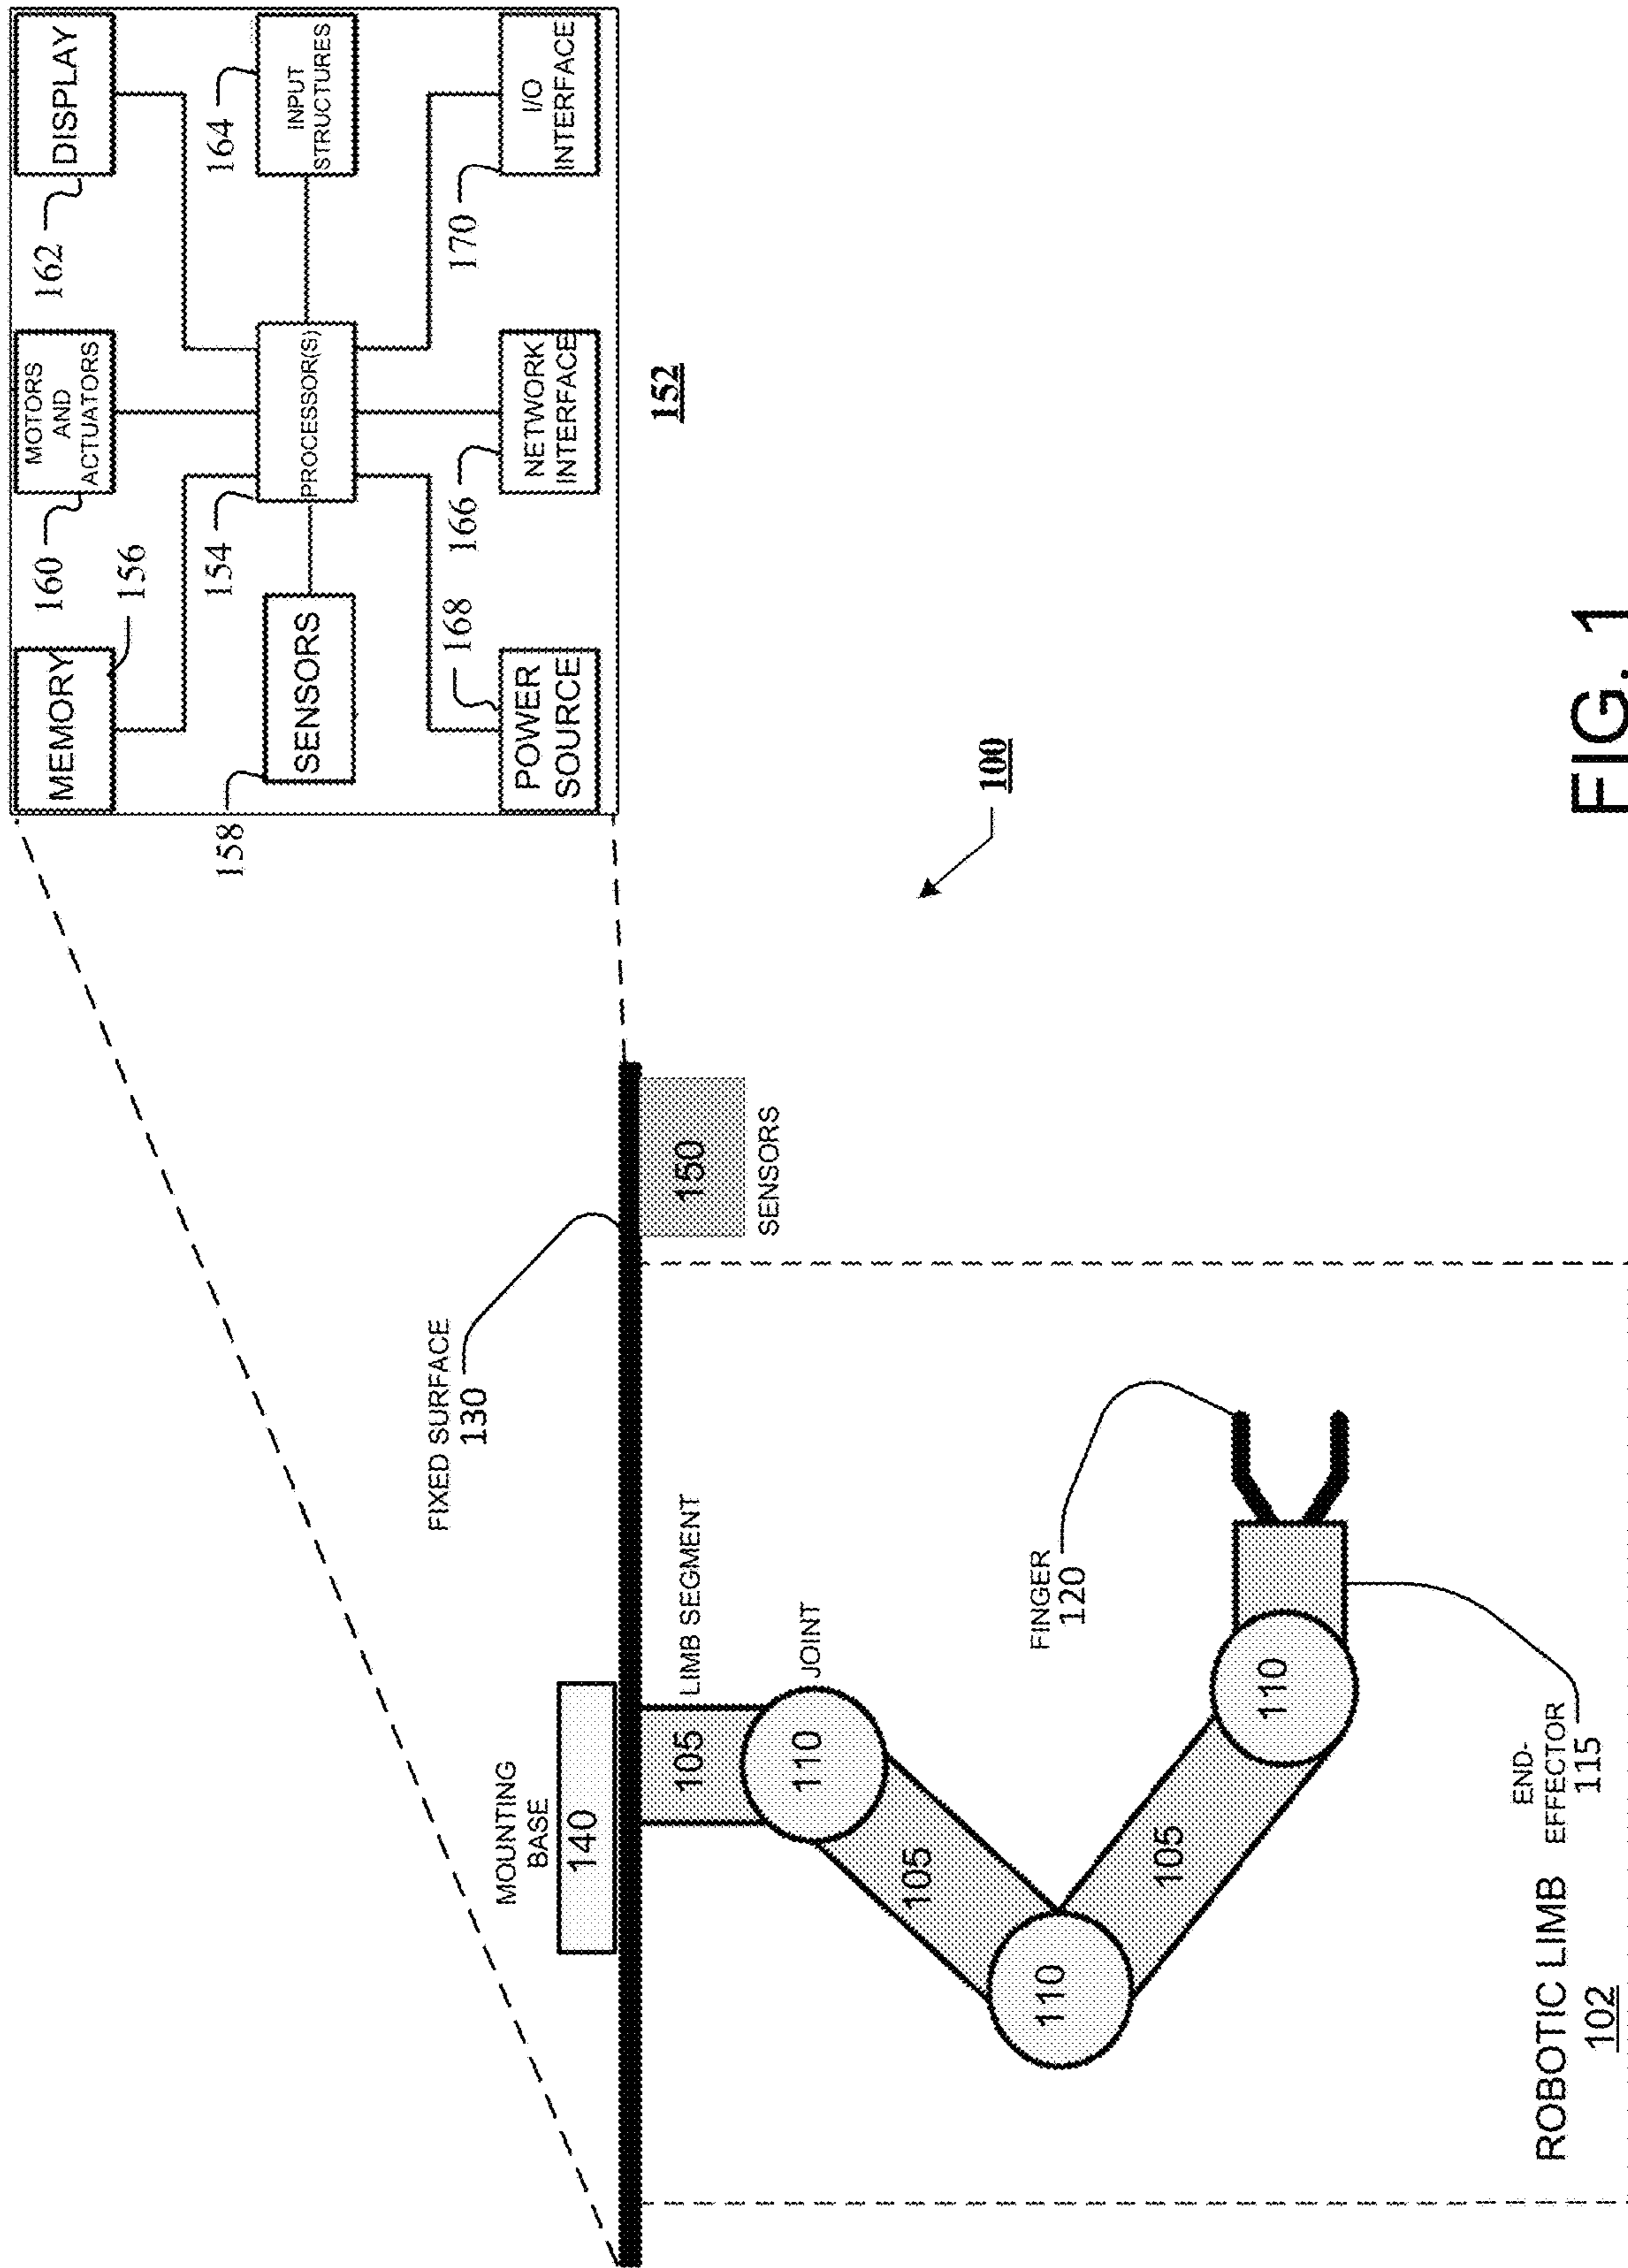 MEMORY
156
160
MOTORS
AND
ACTUATORS
162
DISPLAY
158
SENSORS
154
PROCESSOR(S)
164
INPUT
STRUCTURES
168
POWER
SOURCE
166
NETWORK
INTERFACE
170
I/O
INTERFACE
152
FIXED SURFACE
130
MOUNTING
BASE
140
105
LIMB SEGMENT
150
SENSORS
110
JOINT
105
100
110
105
FINGER
120
110
END-
EFFECTOR
115
ROBOTIC LIMB
102
FIG. 1